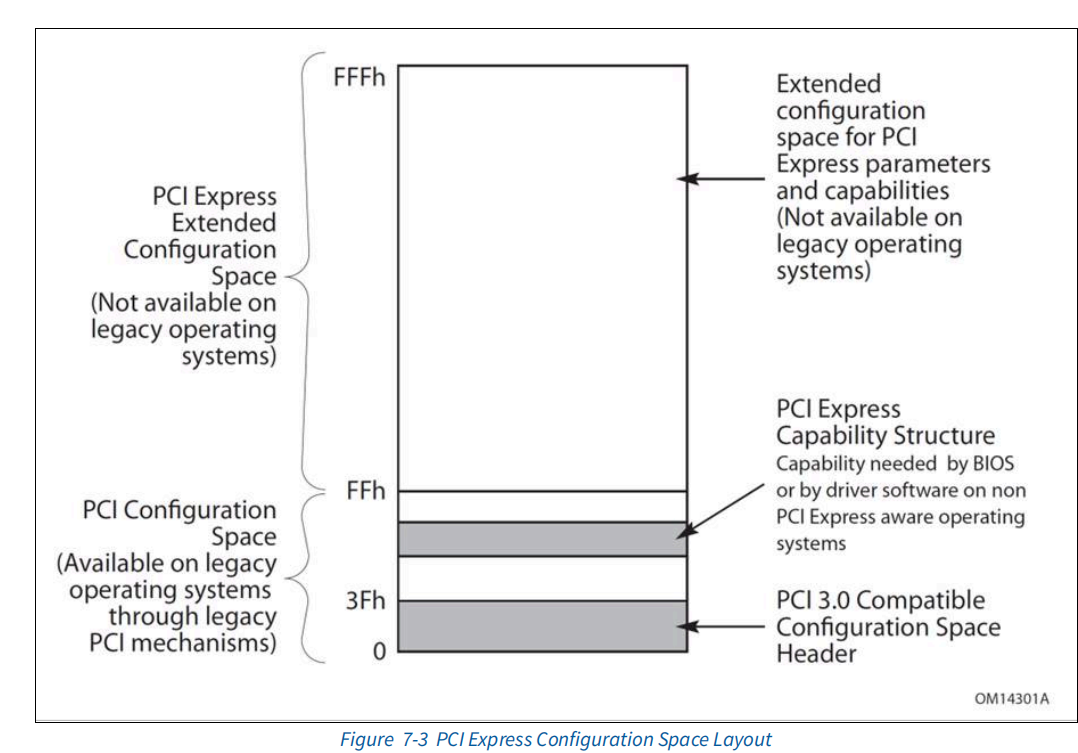 FFFh
PCI Express
Extended
Configuration
Space
(Not available on
legacy operating
systems)
Extended
configuration
space for PCI
Express parameters
and capabilities
(Not available on
legacy operating
systems)
FFh
PCI Configuration
Space
(Available on legacy
operating systems
through legacy
PCI mechanisms)
PCI Express
Capability Structure
Capability needed by BIOS
or by driver software on non
PCI Express aware operating
systems
3Fh
0
PCI 3.0 Compatible
Configuration Space
Header
OM14301A
Figure 7-3 PCI Express Configuration Space Layout